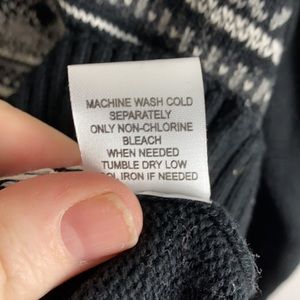 MACHINE WASH COLD
SEPARATELY
ONLY NON-CHLORINE
BLEACH
WHEN NEEDED
TUMBLE DRY LOW
IRON IF NEEDED